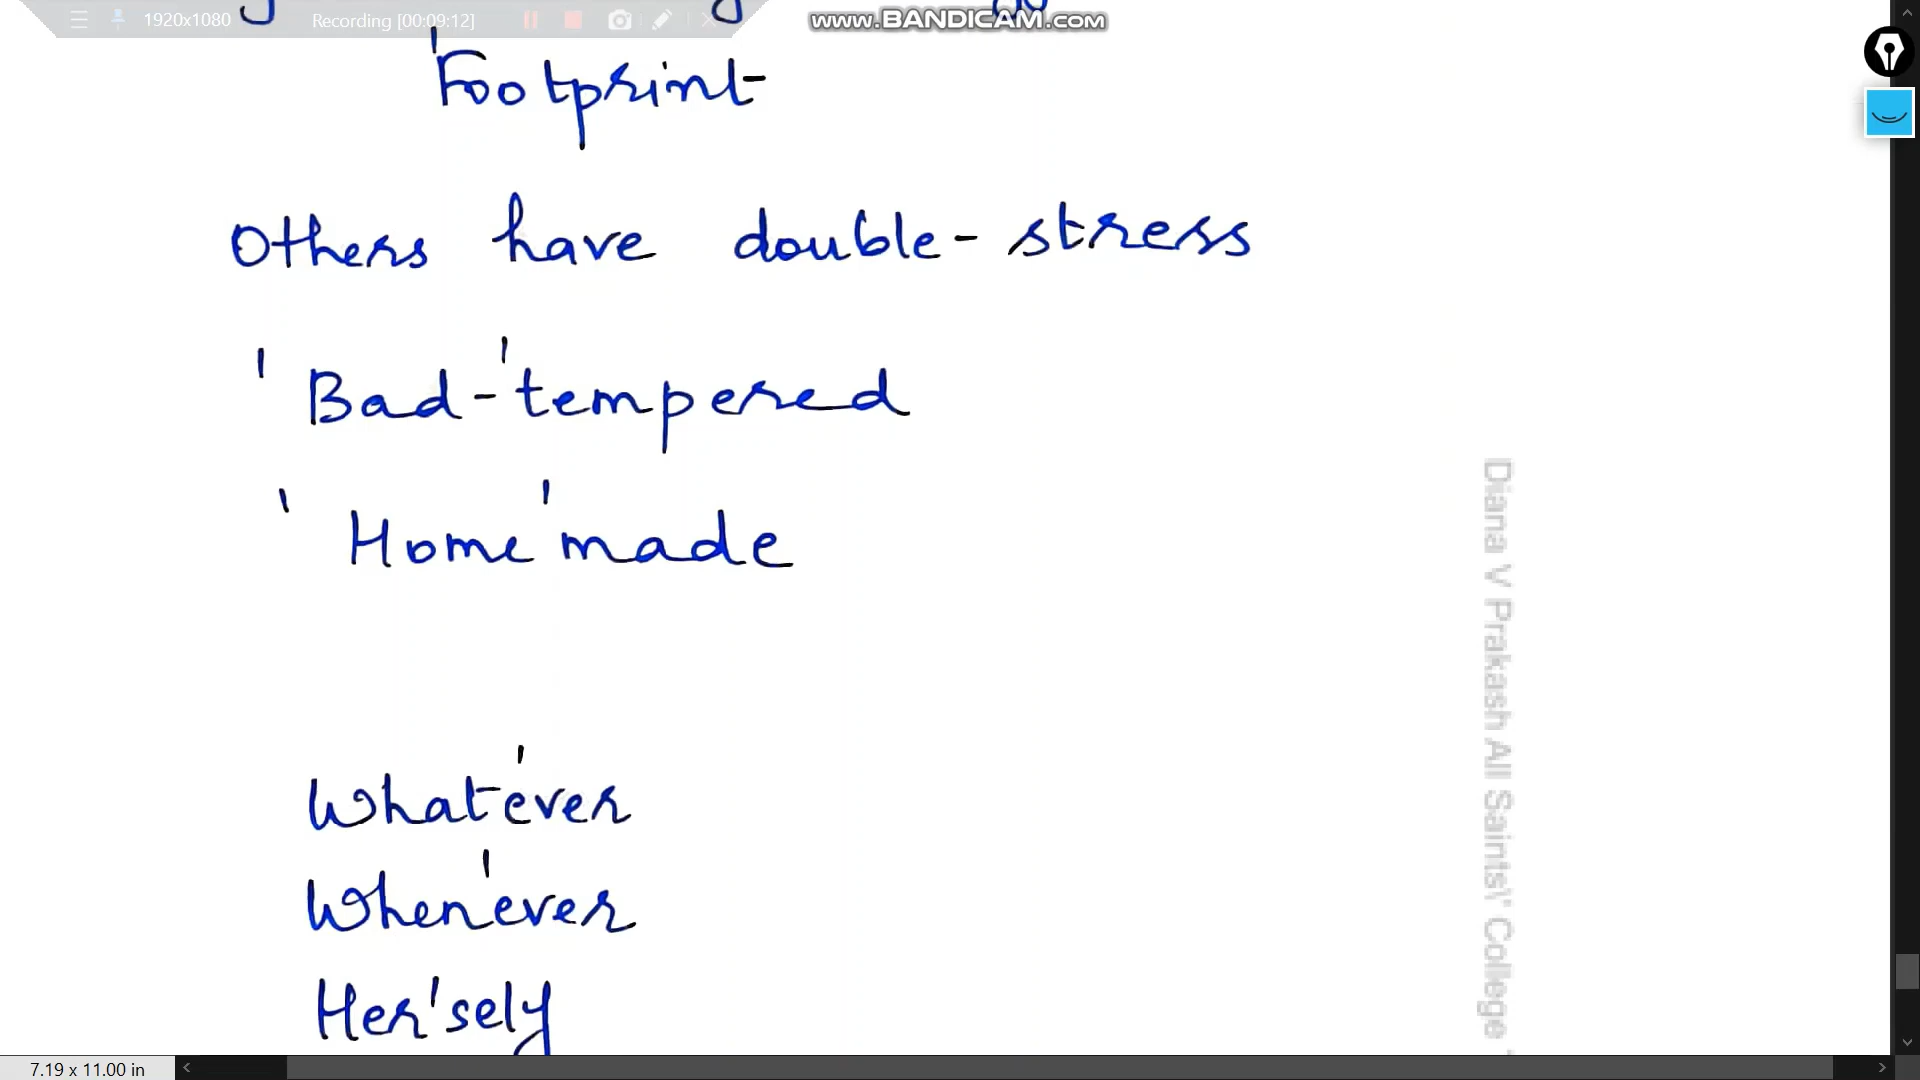 1920x1080 Recording [00:09:12]
www.BANDICAM.com
'Footprint
Others have double-stress
'Bad-'tempered
'Home'made
What'ever
When'ever
Her'self
Diana V Prakash All Saints\' College
7.19 x 11.00 in